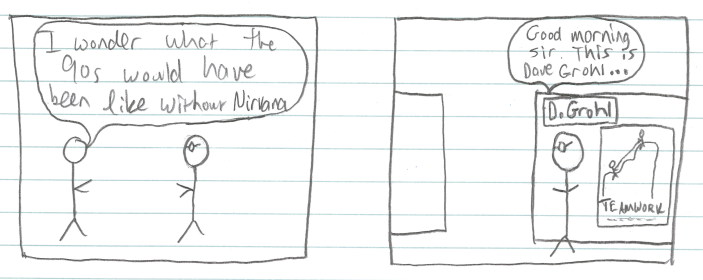 I wonder what the
90s would have
been like without Nirvana
Good morning
sir. This is
Dave Grohl...
D. Grohl
TEAMWORK